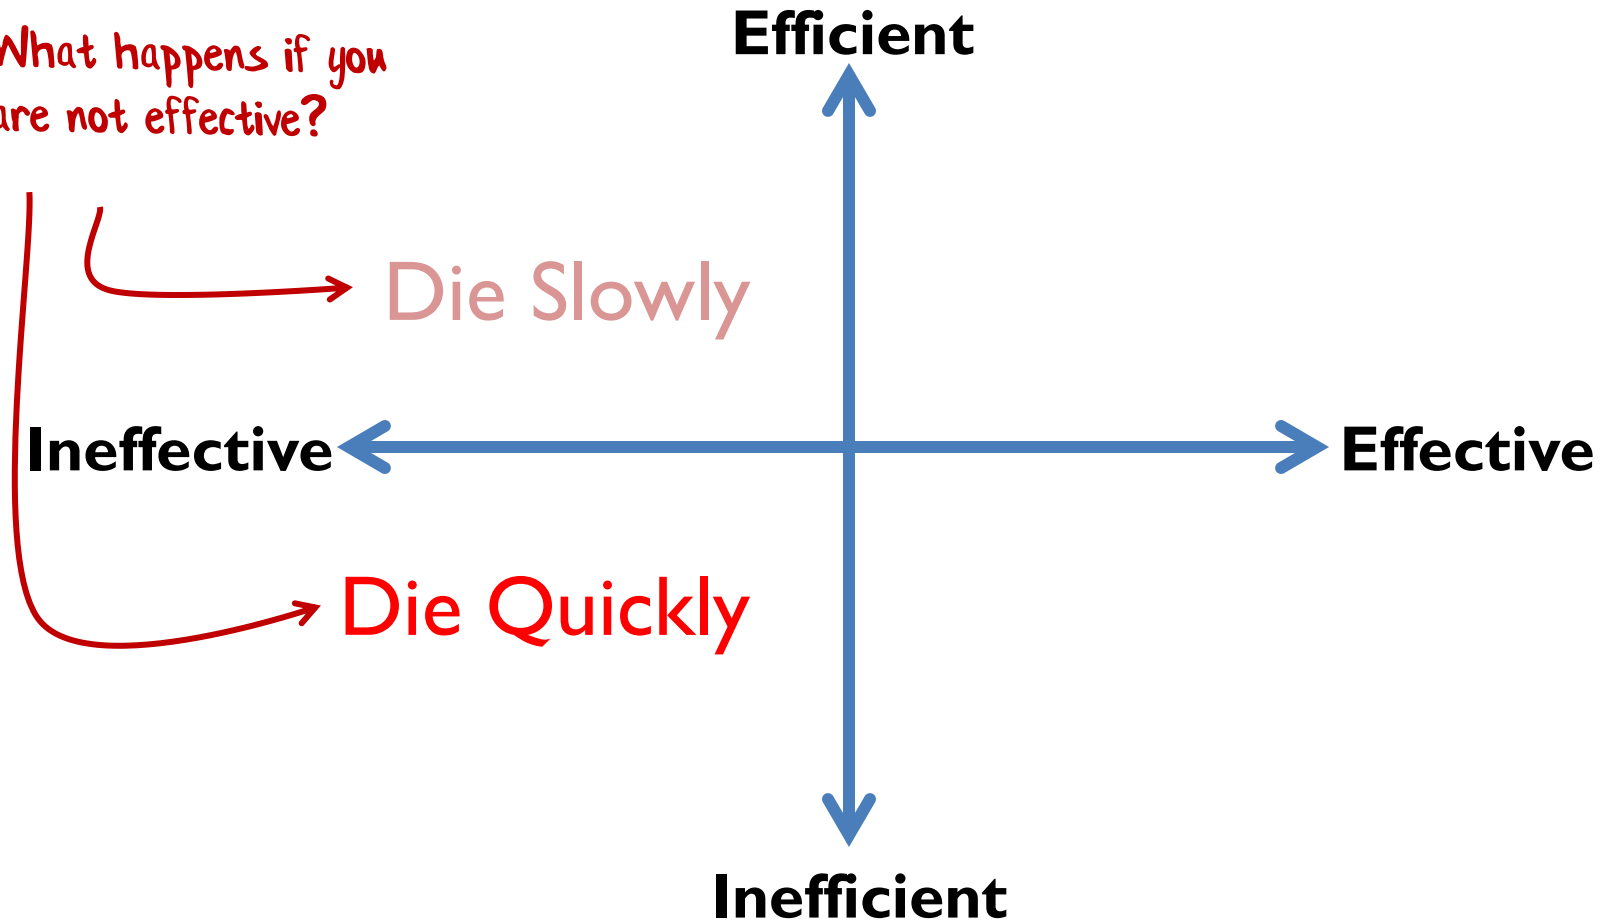 Efficient
What happens if you
are not effective?
Die Slowly
Ineffective
Effective
Die Quickly
Inefficient